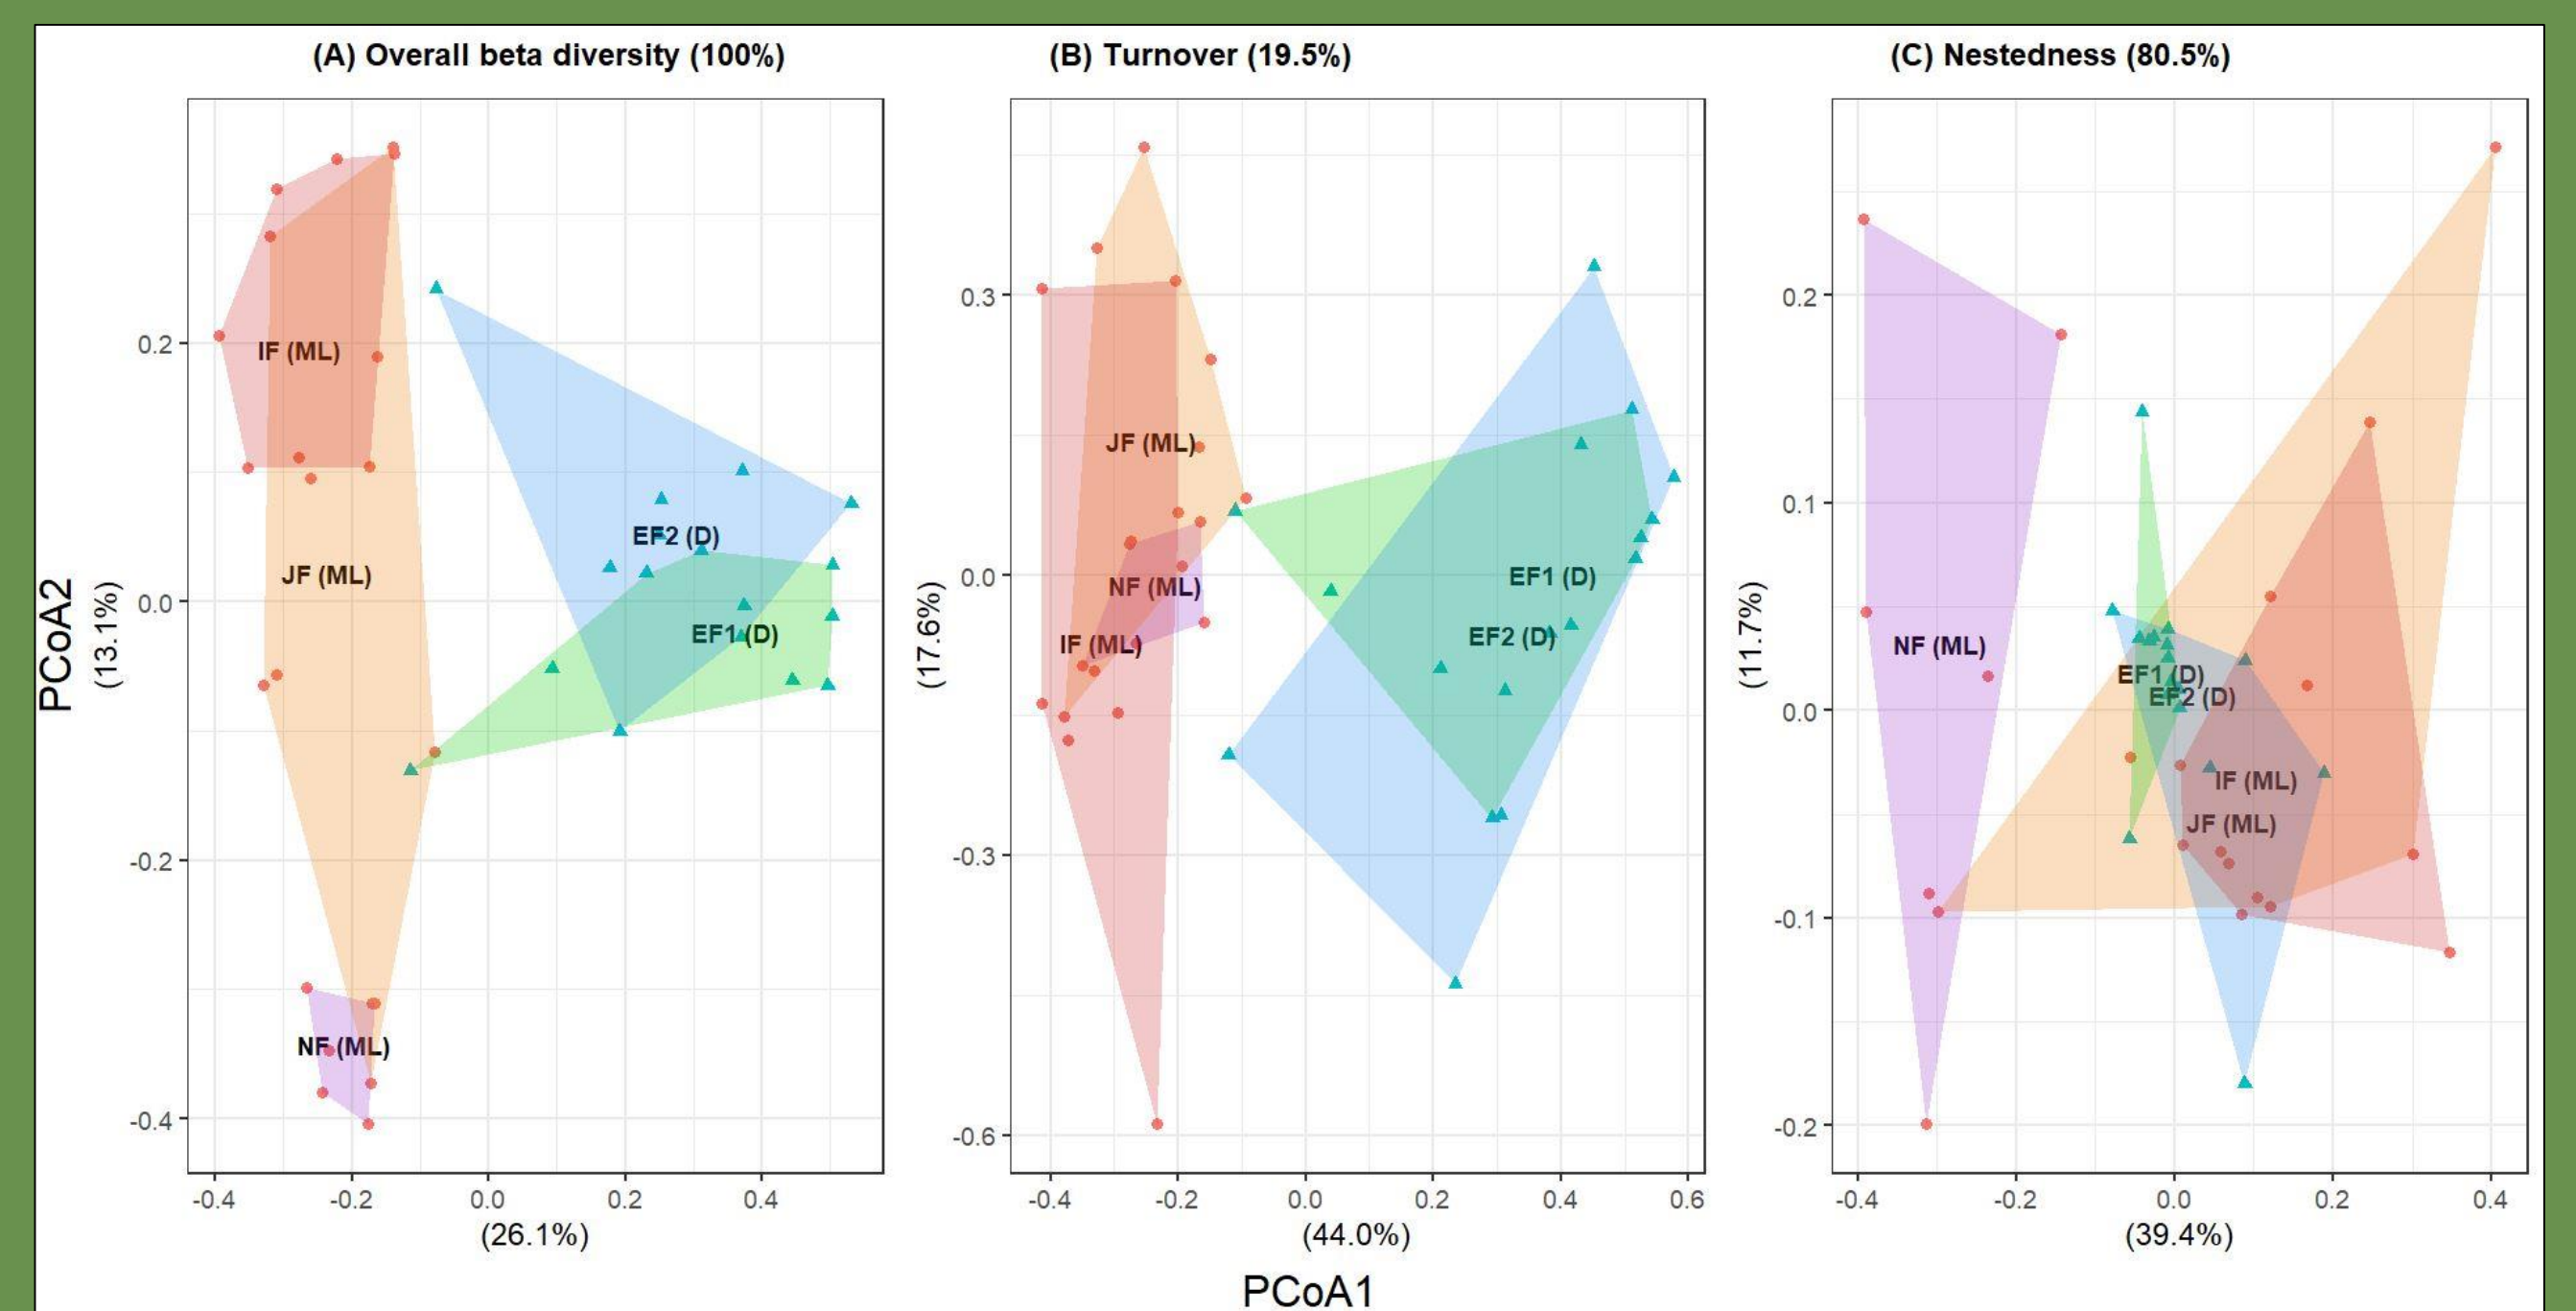 (A) Overall beta diversity (100%)
(B) Turnover (19.5%)
(C) Nestedness (80.5%)
PCoA2
(13.1%)
0.2
0.0
-0.2
-0.4
IF (ML)
JF (ML)
EF2 (D)
EF1 (D)
NF (ML)
-0.4 -0.2 0.0 0.2 0.4
(26.1%)
(17.6%)
0.3
0.0
-0.3
-0.6
JF (ML)
EF1 (D)
NF (ML)
EF2 (D)
IF (ML)
-0.4 -0.2 0.0 0.2 0.4 0.6
(44.0%)
(11.7%)
0.2
0.1
0.0
-0.1
-0.2
NF (ML)
EF1 (D)
EF2 (D)
IF (ML)
JF (ML)
-0.4 -0.2 0.0 0.2 0.4
(39.4%)
PCoA1